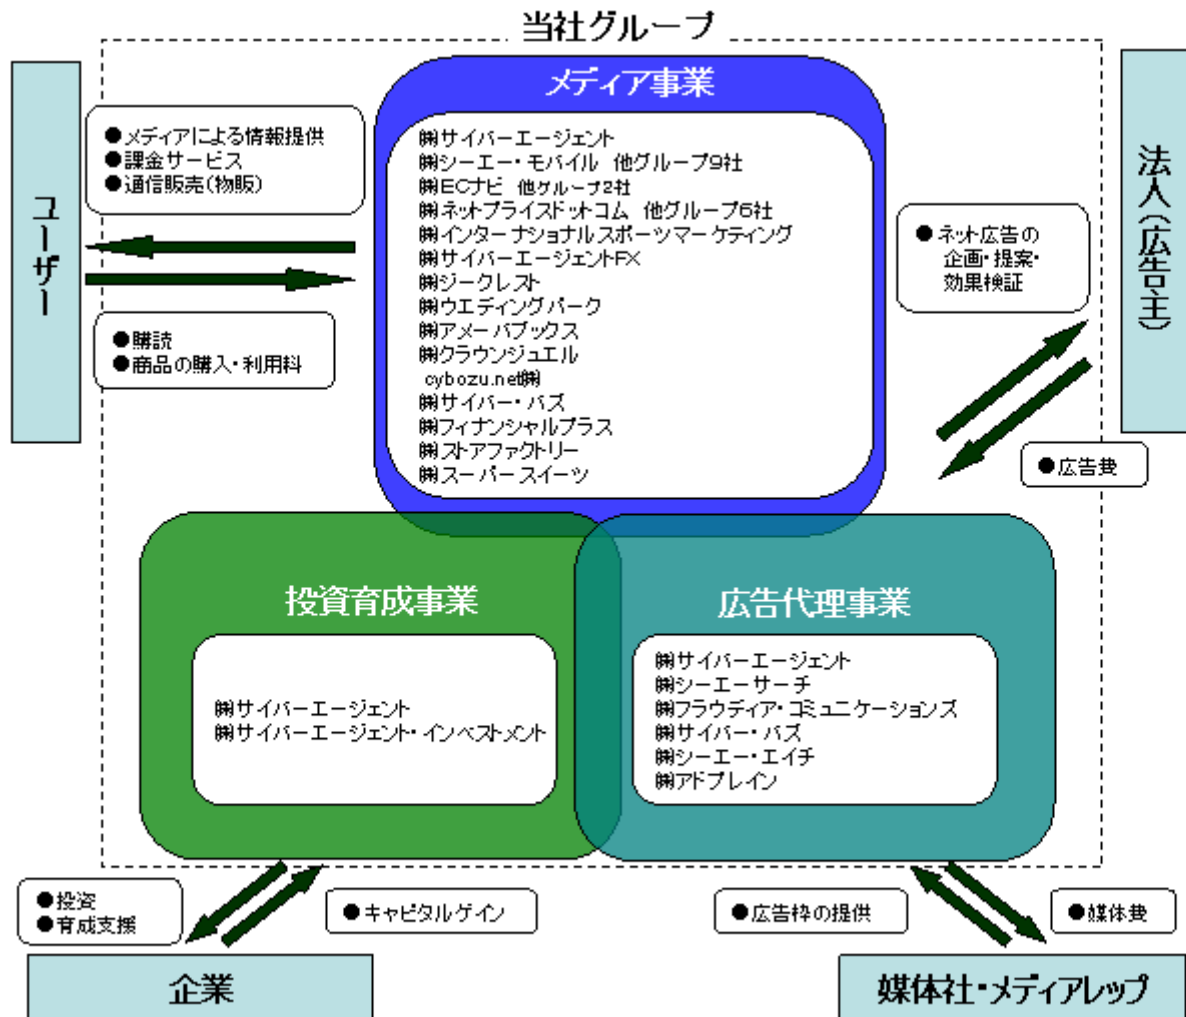 当社グループ
メディア事業
㈱サイバーエージェント
㈱シーエー・モバイル 他グループ9社
㈱ECナビ 他グループ2社
㈱ネットプライスドットコム 他グループ6社
㈱インターナショナルスポーツマーケティング
㈱サイバーエージェントFX
㈱ジークレスト
㈱ウエディングパーク
㈱アメーバブックス
㈱クラウンジュエル
cybozu.net㈱
㈱サイバー・バズ
㈱フィナンシャルプラス
㈱ストアファクトリー
㈱スーパースイーツ
ユーザー
●メディアによる情報提供
●課金サービス
●通信販売(物販)
●購読
●商品の購入・利用料
法人(広告主)
●ネット広告の
企画・提案・
効果検証
●広告費
投資育成事業
㈱サイバーエージェント
㈱サイバーエージェント・インベストメント
広告代理事業
㈱サイバーエージェント
㈱シーエーサーチ
㈱フラウディア・コミュニケーションズ
㈱サイバー・バズ
㈱シーエー・エイチ
㈱アドプレイン
●投資
●育成支援
●キャピタルゲイン
●広告枠の提供
●媒体費
企業
媒体社・メディアレップ